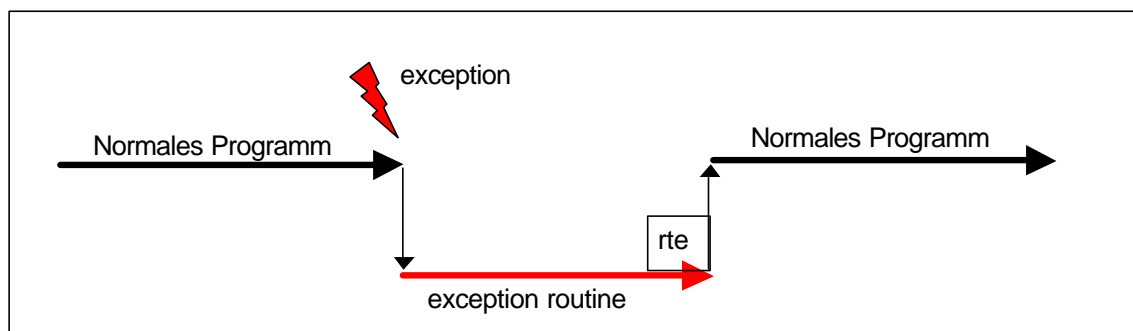 exception
Normales Programm
Normales Programm
rte
exception routine